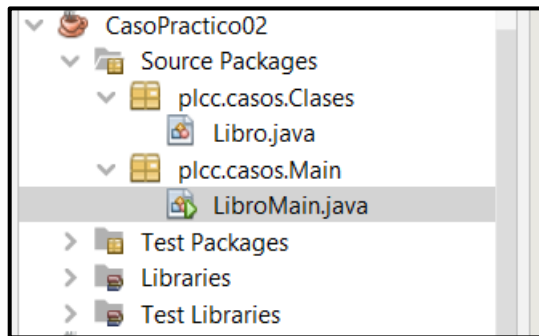 CasoPractico02
Source Packages
plcc.casos.Clases
Libro.java
plcc.casos.Main
LibroMain.java
Test Packages
Libraries
Test Libraries